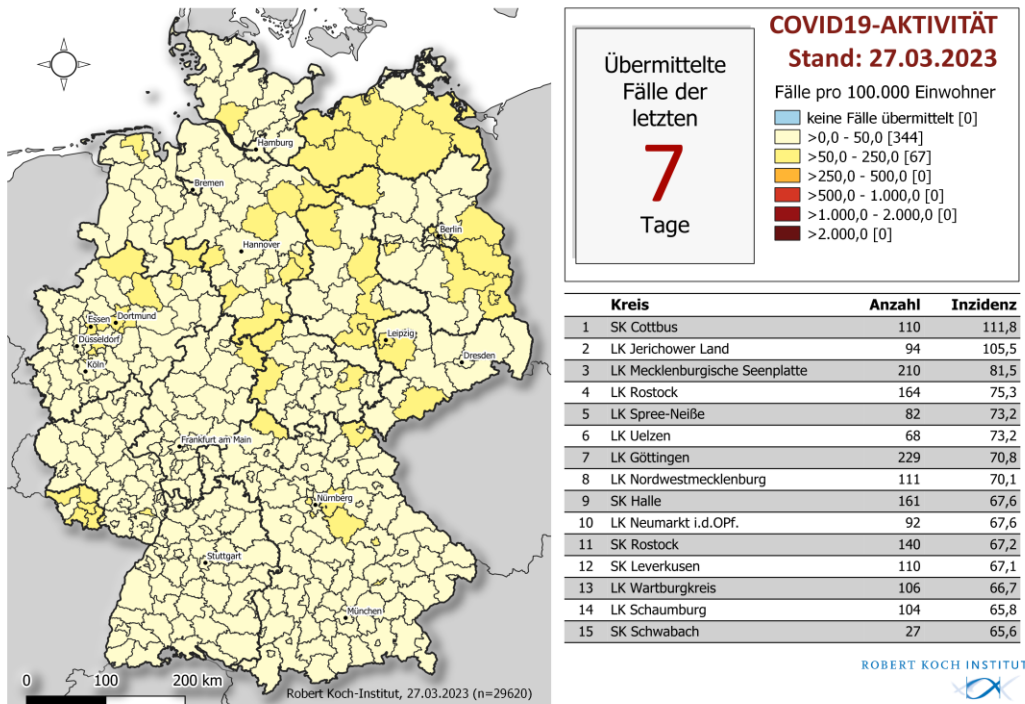 Hamburg
Bremen
Berlin
Hannover
Essen
Dortmund
Düsseldorf
Leipzig
Köln
Dresden
Frankfurt am Main
Nürnberg
Stuttgart
München
0 100 200 km
Robert Koch-Institut, 27.03.2023 (n=29620)
Übermittelte
Fälle der
letzten
7
Tage
COVID19-AKTIVITÄT
Stand: 27.03.2023
Fälle pro 100.000 Einwohner
keine Fälle übermittelt [0]
>0,0 - 50,0 [344]
>50,0 - 250,0 [67]
>250,0 - 500,0 [0]
>500,0 - 1.000,0 [0]
>1.000,0 - 2.000,0 [0]
>2.000,0 [0]
Kreis Anzahl Inzidenz
1 SK Cottbus 110 111,8
2 LK Jerichower Land 94 105,5
3 LK Mecklenburgische Seenplatte 210 81,5
4 LK Rostock 164 75,3
5 LK Spree-Neiße 82 73,2
6 LK Uelzen 68 73,2
7 LK Göttingen 229 70,8
8 LK Nordwestmecklenburg 111 70,1
9 SK Halle 161 67,6
10 LK Neumarkt i.d.OPf. 92 67,6
11 SK Rostock 140 67,2
12 SK Leverkusen 110 67,1
13 LK Wartburgkreis 106 66,7
14 LK Schaumburg 104 65,8
15 SK Schwabach 27 65,6
ROBERT KOCH INSTITUT